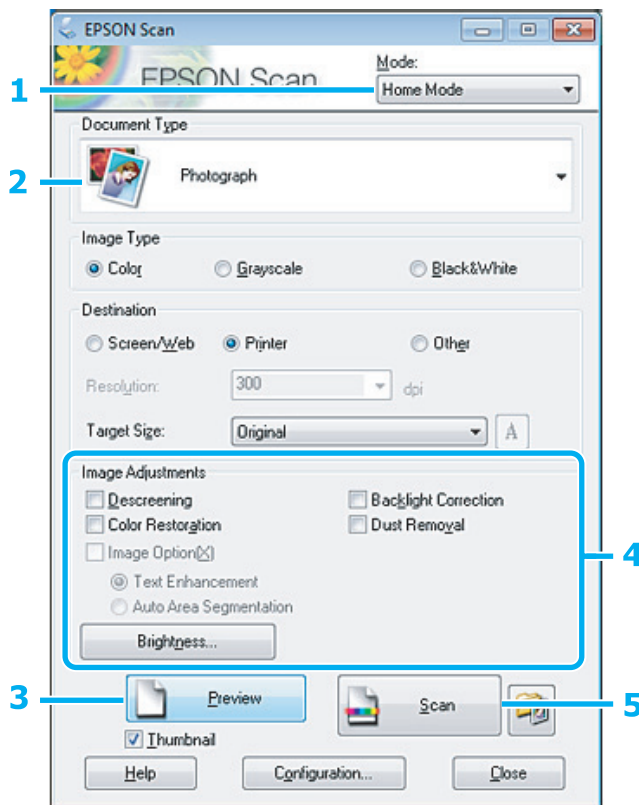 EPSON Scan
EPSON Scan
Mode:
1
Home Mode
Document Type
2
Photograph
Image Type
Color Grayscale Black&White
Destination
Screen/Web Printer Other
Resolution: 300 dpi
Target Size: Original A
Image Adjustments
Descreening Backlight Correction
Color Restoration Dust Removal
Image Option(X)
4
Text Enhancement
Auto Area Segmentation
Brightness...
3 Preview Scan 5
Thumbnail
Help Configuration... Close